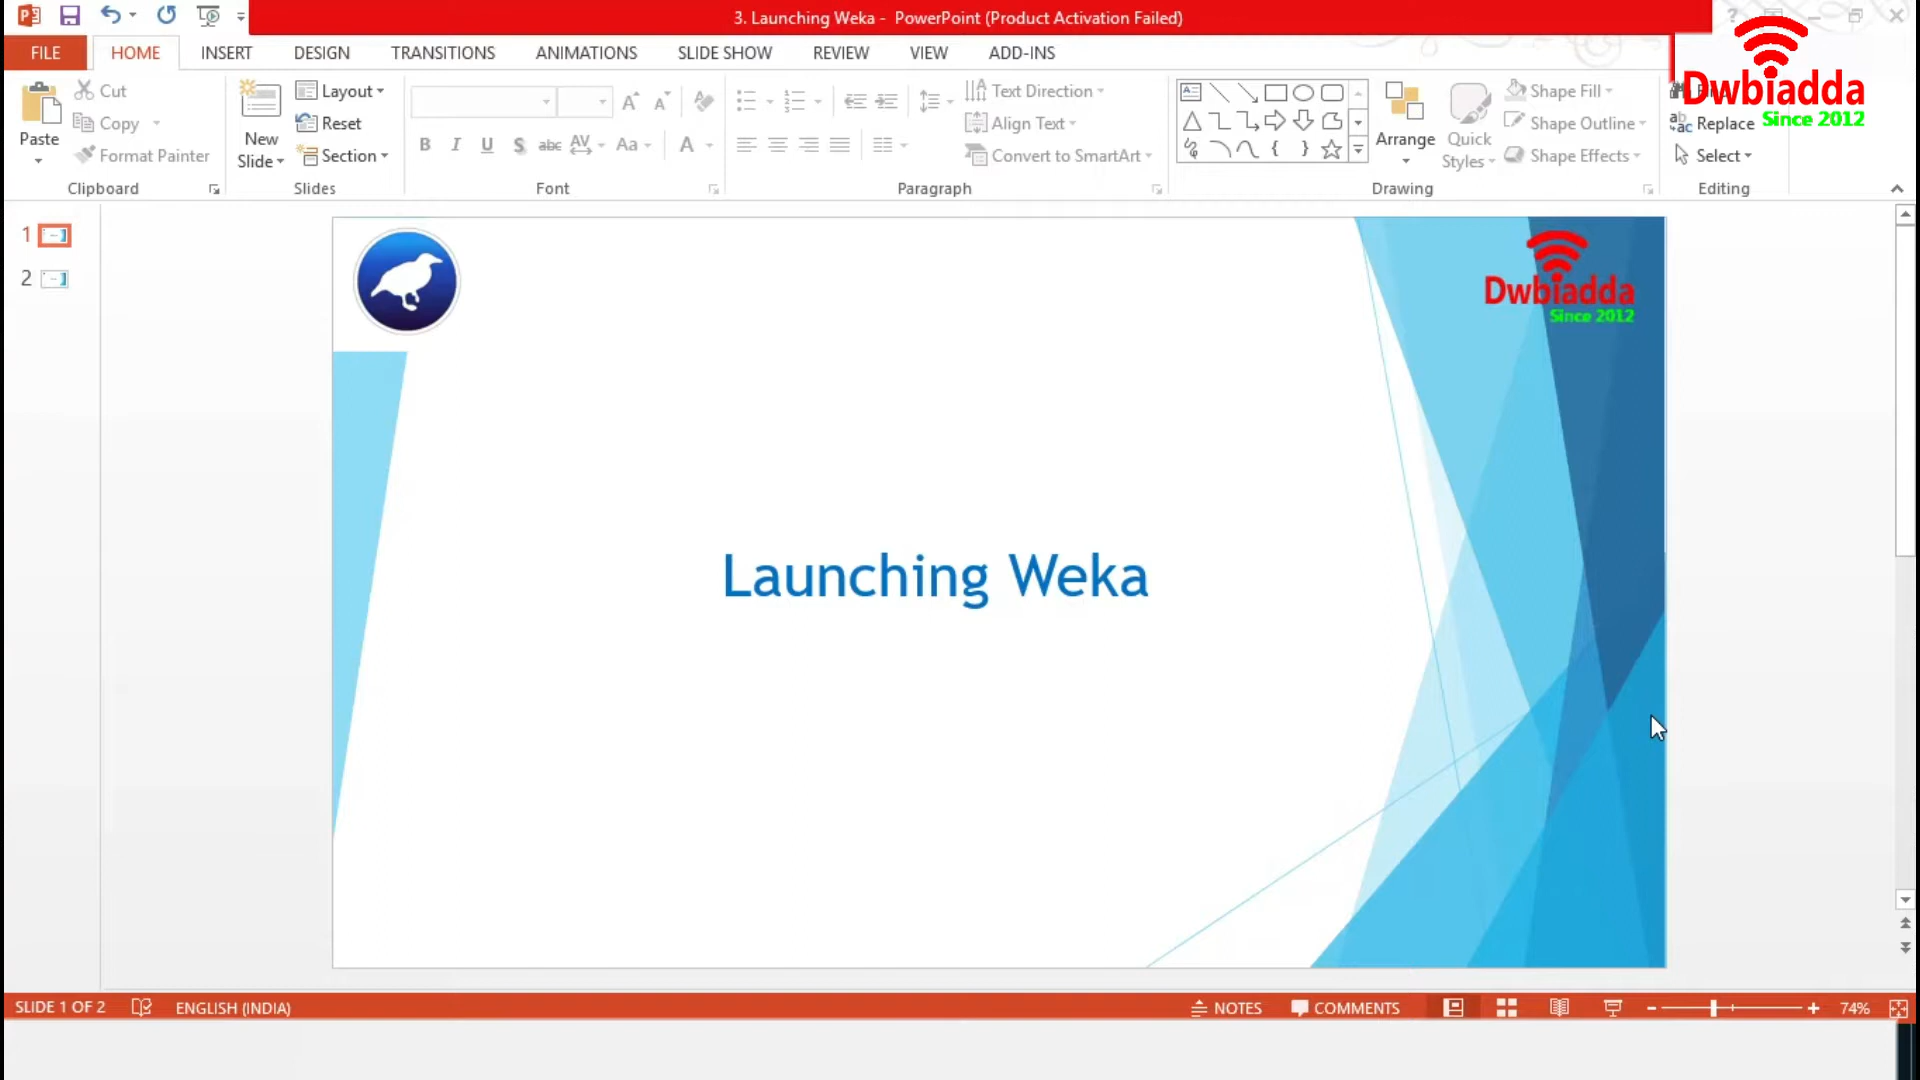 3. Launching Weka - PowerPoint (Product Activation Failed)
FILE
HOME
INSERT
DESIGN
TRANSITIONS
ANIMATIONS
SLIDE SHOW
REVIEW
VIEW
ADD-INS
Dwbiadda
Since 2012
Paste
Cut
Copy
Format Painter
Clipboard
New
Slide
Layout
Reset
Section
Slides
Font
Text Direction
Align Text
Convert to SmartArt
Paragraph
Arrange
Quick
Styles
Shape Fill
Shape Outline
Shape Effects
Drawing
Replace
Select
Editing
1
2
Dwbiadda
Since 2012
Launching Weka
SLIDE 1 OF 2
ENGLISH (INDIA)
NOTES
COMMENTS
74%